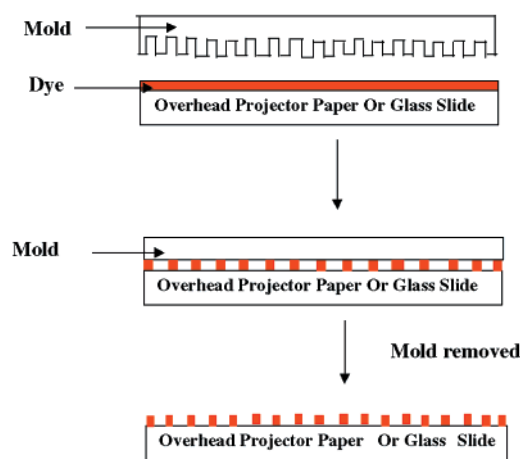 Mold
Dye
Overhead Projector Paper Or Glass Slide
Mold
Overhead Projector Paper Or Glass Slide
Mold removed
Overhead Projector Paper Or Glass Slide